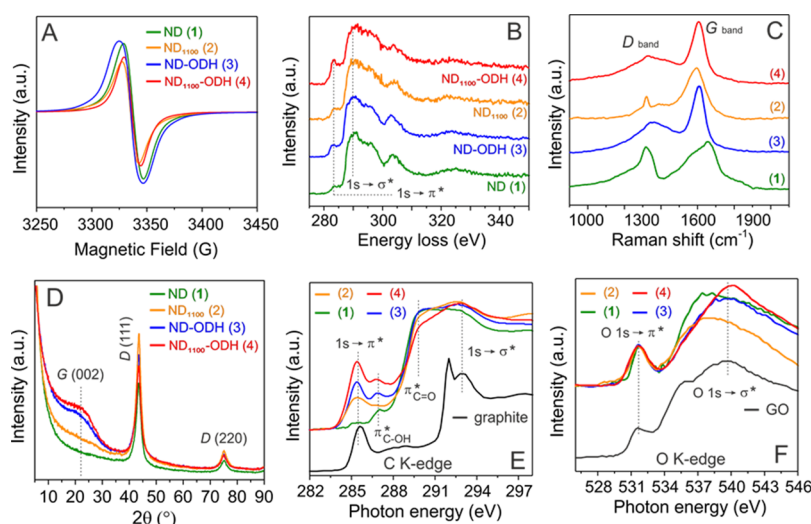 A
ND (1)
ND1100 (2)
ND-ODH (3)
ND1100-ODH (4)
Intensity (a.u.)
3250 3300 3350 3400 3450
Magnetic Field (G)
B
ND1100-ODH (4)
ND1100 (2)
ND-ODH (3)
ND (1)
1s→ σ*
1s→ π*
Intensity (a.u.)
280 300 320 340
Energy loss (eV)
C
D band
G band
(4)
(2)
(3)
(1)
Intensity (a.u.)
1000 1300 1600 1900
Raman shift (cm-1)
D
ND (1)
ND1100 (2)
ND-ODH (3)
ND1100-ODH (4)
D (111)
G (002)
D (220)
Intensity (a.u.)
10 20 30 40 50 60 70 80 90
2θ (°)
(2) (4)
(1) (3)
1s→ π*
1s→ σ*
π*C=O
π*C-OH
graphite
C K-edge
E
Intensity (a.u.)
282 285 288 291 294 297
Photon energy (eV)
(2) (4)
(1) (3)
O 1s→ π*
O 1s→ σ*
GO
O K-edge
F
Intensity (a.u.)
528 531 534 537 540 543 546
Photon energy (eV)